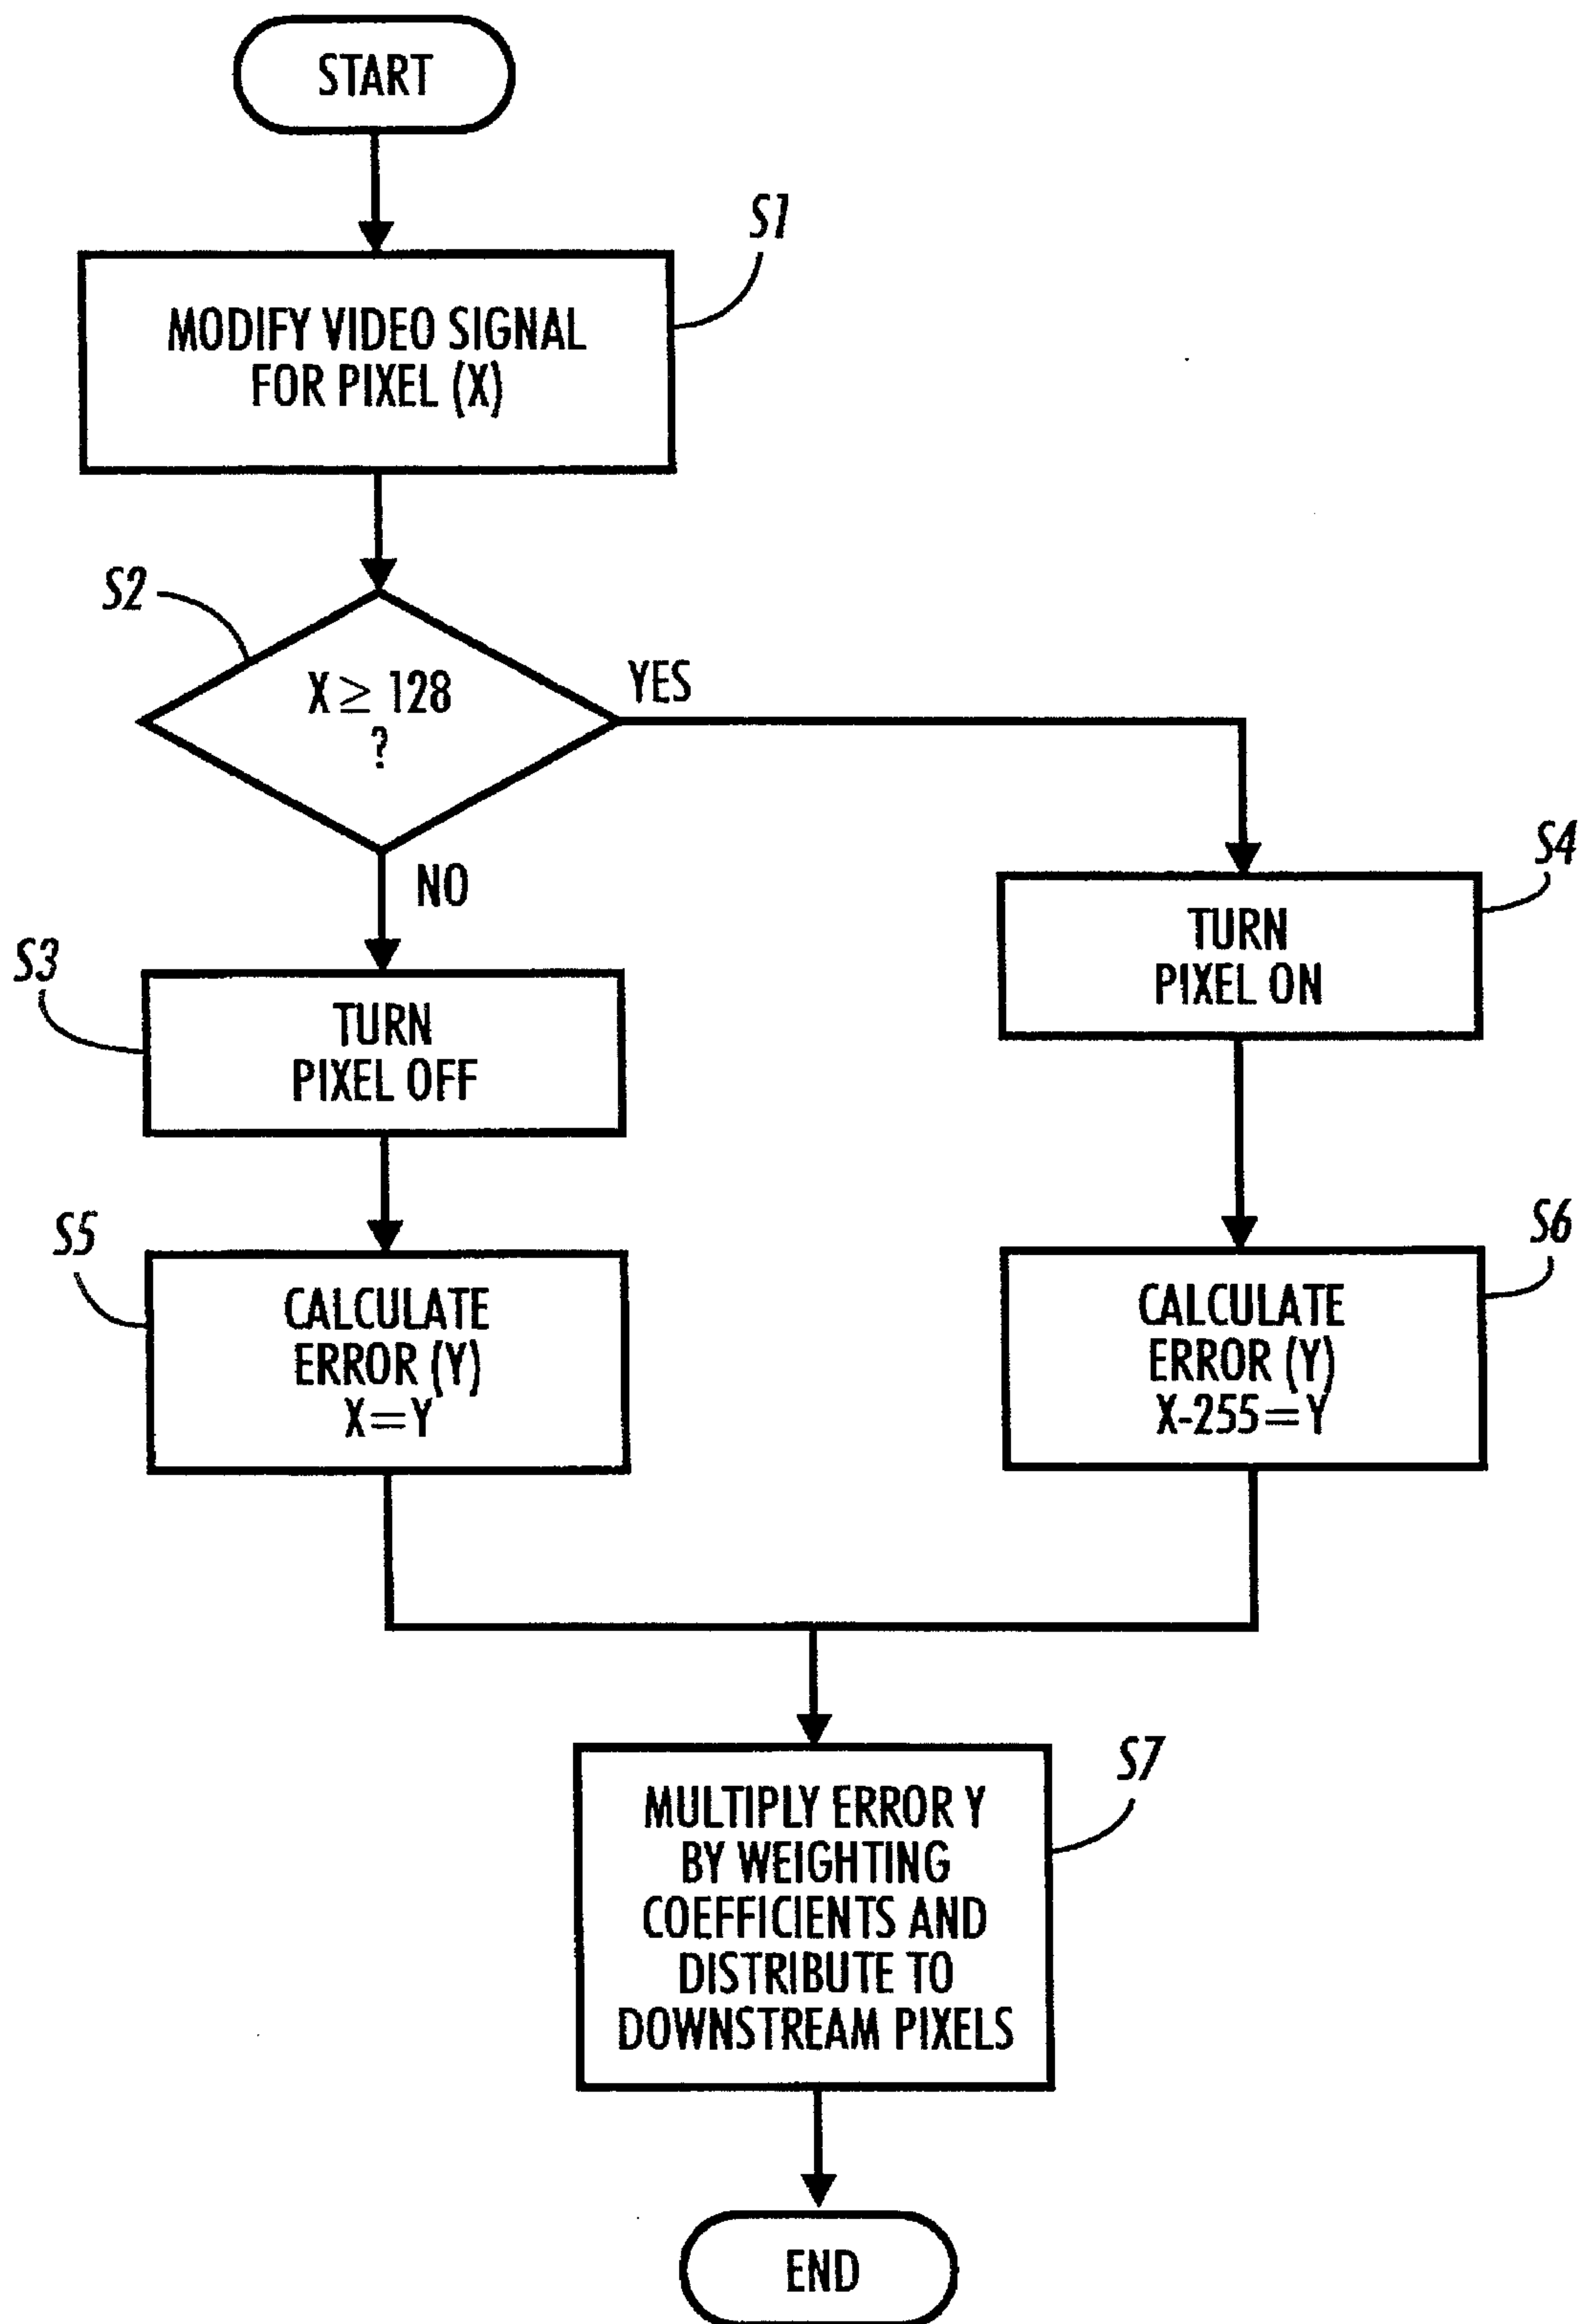 START
S1
MODIFY VIDEO SIGNAL
FOR PIXEL (X)
S2
X ≥ 128
?
YES
NO
S4
TURN
PIXEL ON
S3
TURN
PIXEL OFF
S5
CALCULATE
ERROR (Y)
X=Y
S6
CALCULATE
ERROR (Y)
X-255=Y
S7
MULTIPLY ERROR Y
BY WEIGHTING
COEFFICIENTS AND
DISTRIBUTE TO
DOWNSTREAM PIXELS
END